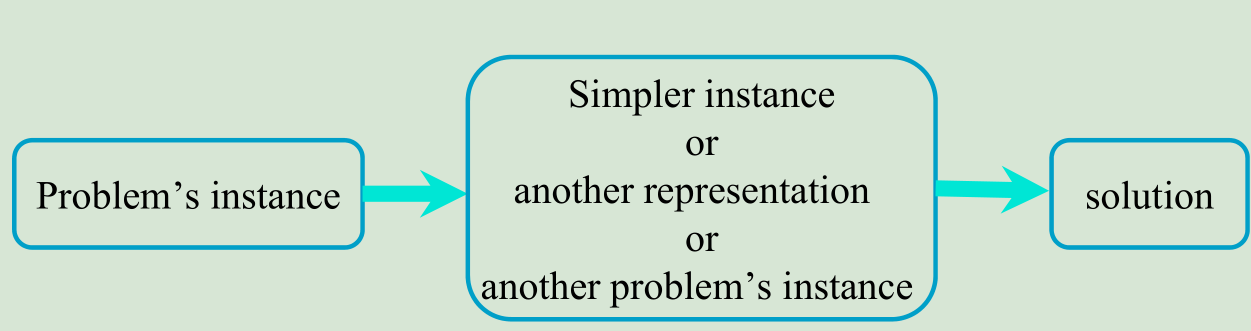 Problem’s instance
Simpler instance
or
another representation
or
another problem’s instance
solution